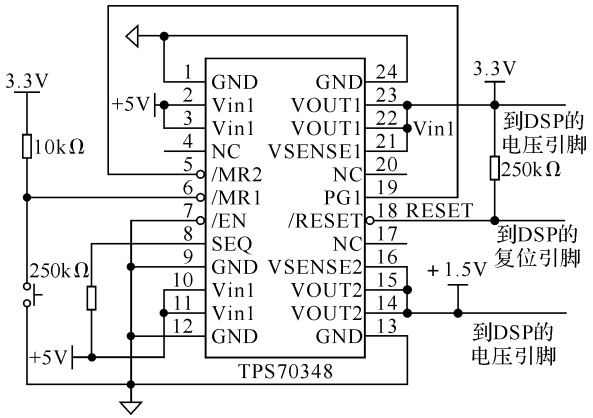 3.3V
10kΩ
+5V
250kΩ
+5V
1 GND
2 Vin1
3 Vin1
4 NC
5 /MR2
6 /MR1
7 /EN
8 SEQ
9 GND
10 Vin1
11 Vin1
12 GND
GND 24
VOUT1 23
VOUT1 22
VSENSE1 21
NC 20
PG1 19
/RESET 18 RESET
NC 17
VSENSE2 16
VOUT2 15
VOUT2 14
GND 13
TPS70348
Vin1
3.3V
到DSP的
电压引脚
250kΩ
到DSP的
复位引脚
+1.5V
到DSP的
电压引脚